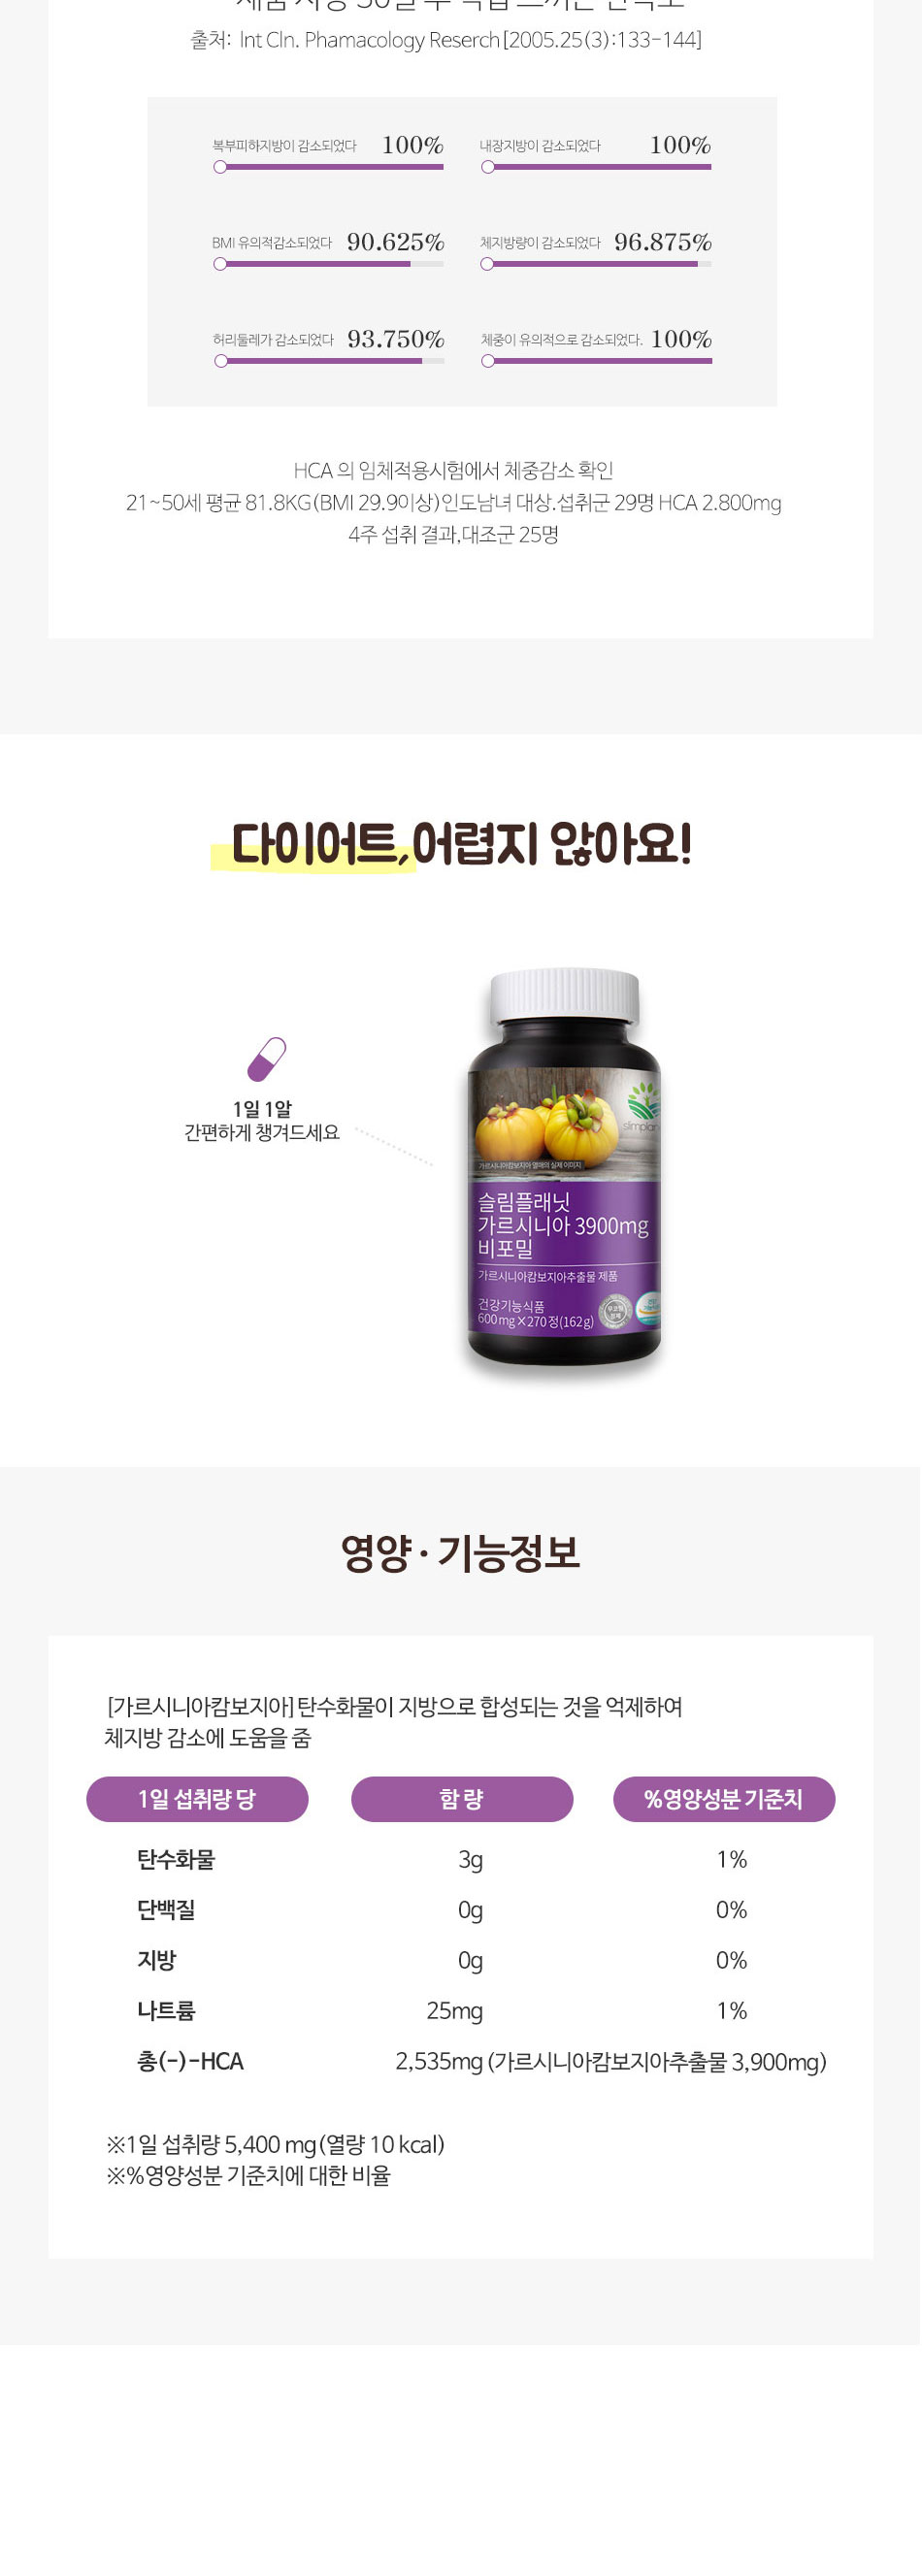 출처: Int Cln. Phamacology Reserch[2005.25(3):133-144]
복부피하지방이 감소되었다 100%
내장지방이 감소되었다 100%
BMI 유의적감소되었다 90.625%
체지방량이 감소되었다 96.875%
허리둘레가 감소되었다 93.750%
체중이 유의적으로 감소되었다. 100%
HCA 의 임체적용시험에서 체중감소 확인
21~50세 평균 81.8KG(BMI 29.9이상)인도남녀 대상.섭취군 29명 HCA 2.800mg
4주 섭취 결과,대조군 25명
다이어트,어렵지 않아요!
1일 1알
간편하게 챙겨드세요
slimplan
가르시니아캄보지아 열매의 실제 이미지
슬림플래닛
가르시니아 3900mg
비포밀
가르시니아캄보지아추출물 제품
건강기능식품
600mg×270정(162g)
영양·기능정보
[가르시니아캄보지아]탄수화물이 지방으로 합성되는 것을 억제하여
체지방 감소에 도움을 줌
1일 섭취량 당 함 량 %영양성분 기준치
탄수화물 3g 1%
단백질 0g 0%
지방 0g 0%
나트륨 25mg 1%
총(-)-HCA 2,535mg (가르시니아캄보지아추출물 3,900mg)
※1일 섭취량 5,400 mg(열량 10 kcal)
※%영양성분 기준치에 대한 비율